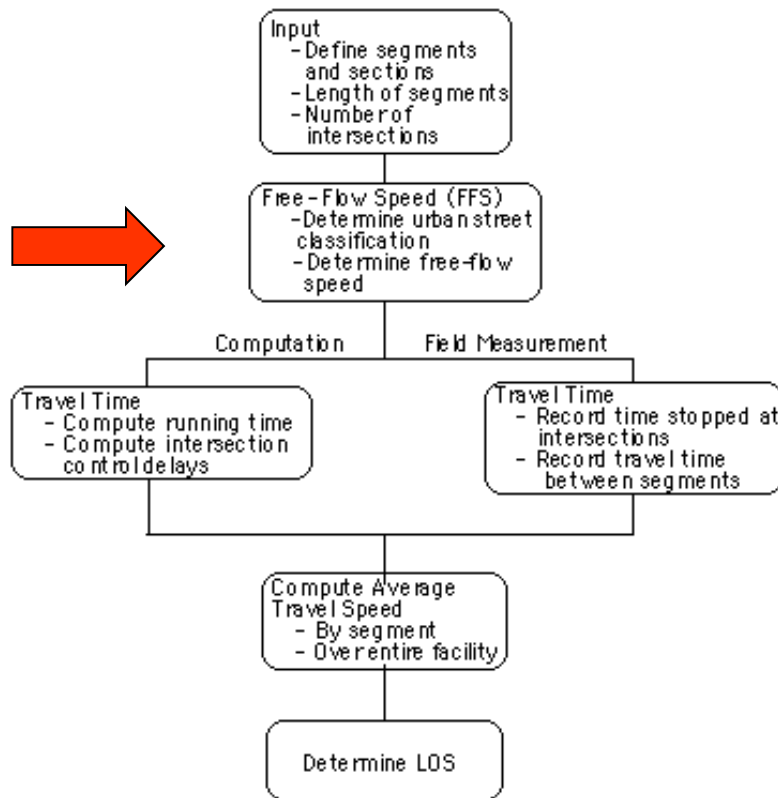 Input
- Define segments
and sections
- Length of segments
- Number of
intersections
Free-Flow Speed (FFS)
- Determine urban street
classification
- Determine free-flow
speed
Computation
Field Measurement
Travel Time
- Compute running time
- Compute intersection
control delays
Travel Time
- Record time stopped at
intersections
- Record travel time
between segments
Compute Average
Travel Speed
- By segment
- Over entire facility
Determine LOS